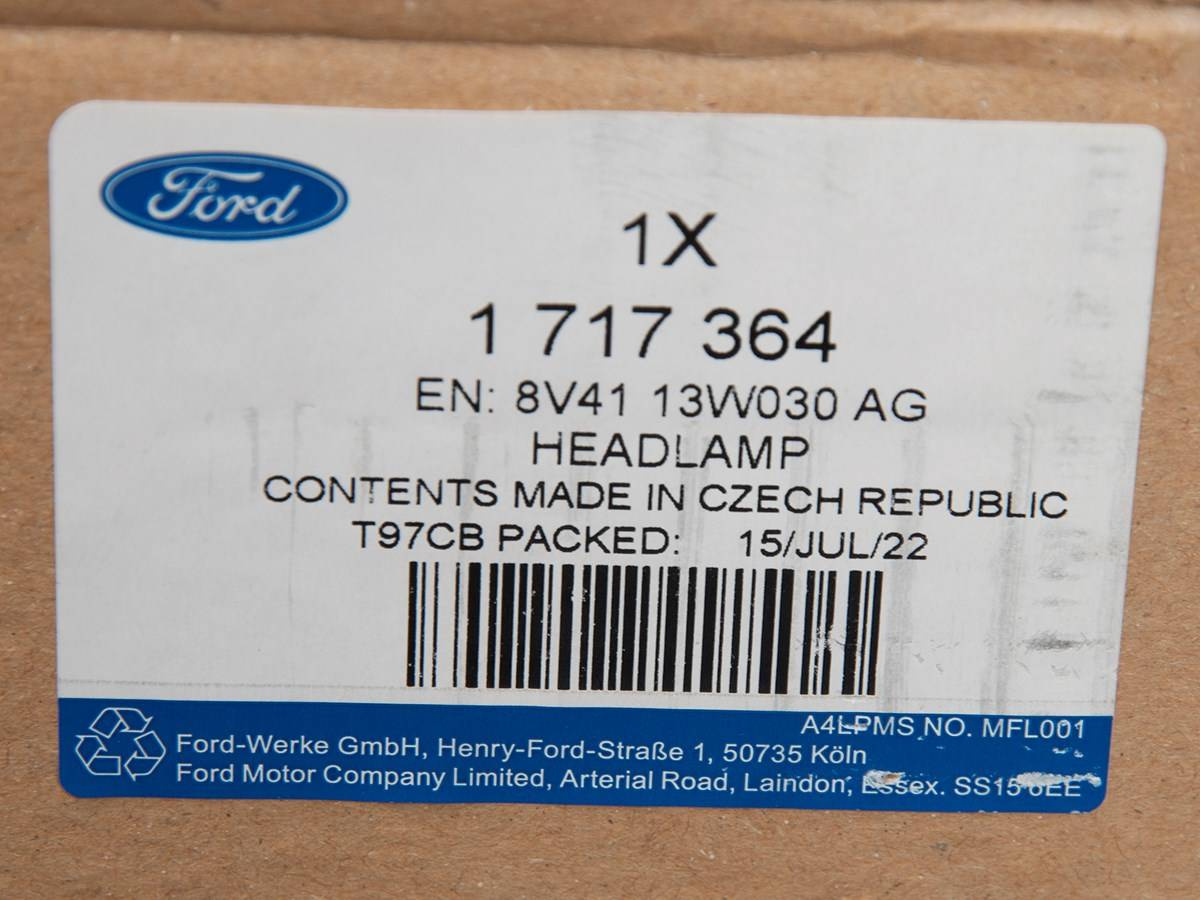 Ford
1X
1 717 364
EN: 8V41 13W030 AG
HEADLAMP
CONTENTS MADE IN CZECH REPUBLIC
T97CB PACKED: 15/JUL/22
A4LPMS NO. MFL001
Ford-Werke GmbH, Henry-Ford-Straße 1, 50735 Köln
Ford Motor Company Limited, Arterial Road, Laindon, Essex. SS15 6EE